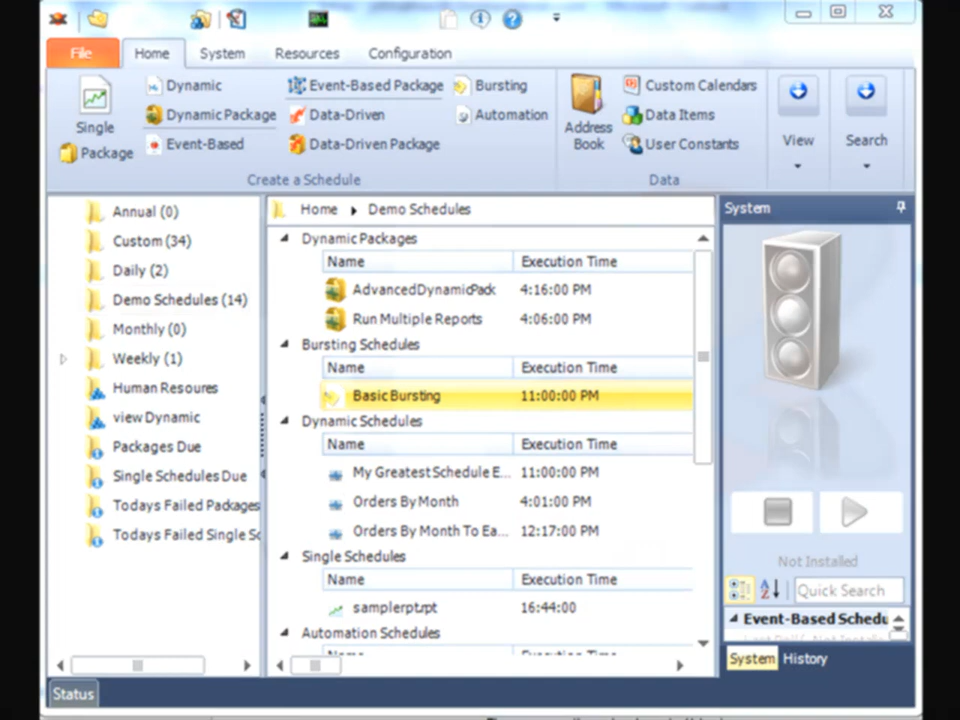 File Home System Resources Configuration
Single
Package
Dynamic
Dynamic Package
Event-Based
Event-Based Package
Data-Driven
Data-Driven Package
Bursting
Automation
Create a Schedule
Address
Book
Custom Calendars
Data Items
User Constants
Data
View
Search
Annual (0)
Custom (34)
Daily (2)
Demo Schedules (14)
Monthly (0)
Weekly (1)
Human Resoures
view Dynamic
Packages Due
Single Schedules Due
Todays Failed Packages
Todays Failed Single Sc
Home Demo Schedules
Dynamic Packages
Name Execution Time
AdvancedDynamicPack 4:16:00 PM
Run Multiple Reports 4:06:00 PM
Bursting Schedules
Name Execution Time
Basic Bursting 11:00:00 PM
Dynamic Schedules
Name Execution Time
My Greatest Schedule E... 11:00:00 PM
Orders By Month 4:01:00 PM
Orders By Month To Ea... 12:17:00 PM
Single Schedules
Name Execution Time
samplerpt.rpt 16:44:00
Automation Schedules
Name Execution Time
System
Not Installed
Quick Search
Event-Based Schedu
System History
Status